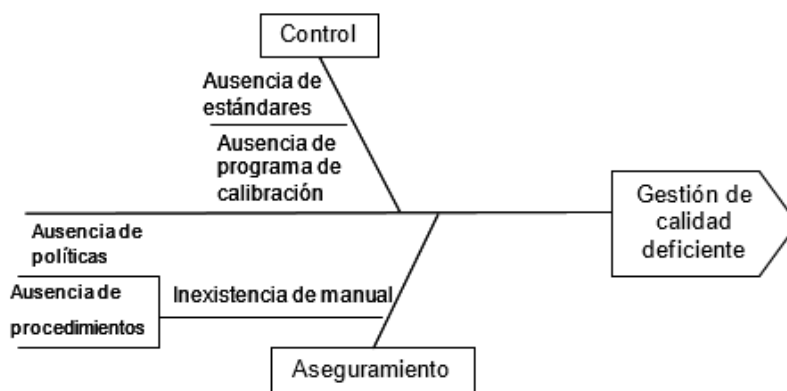 Control
Ausencia de
estándares
Ausencia de
programa de
calibración
Gestión de
calidad
deficiente
Ausencia de
políticas
Ausencia de
procedimientos
Inexistencia de manual
Aseguramiento